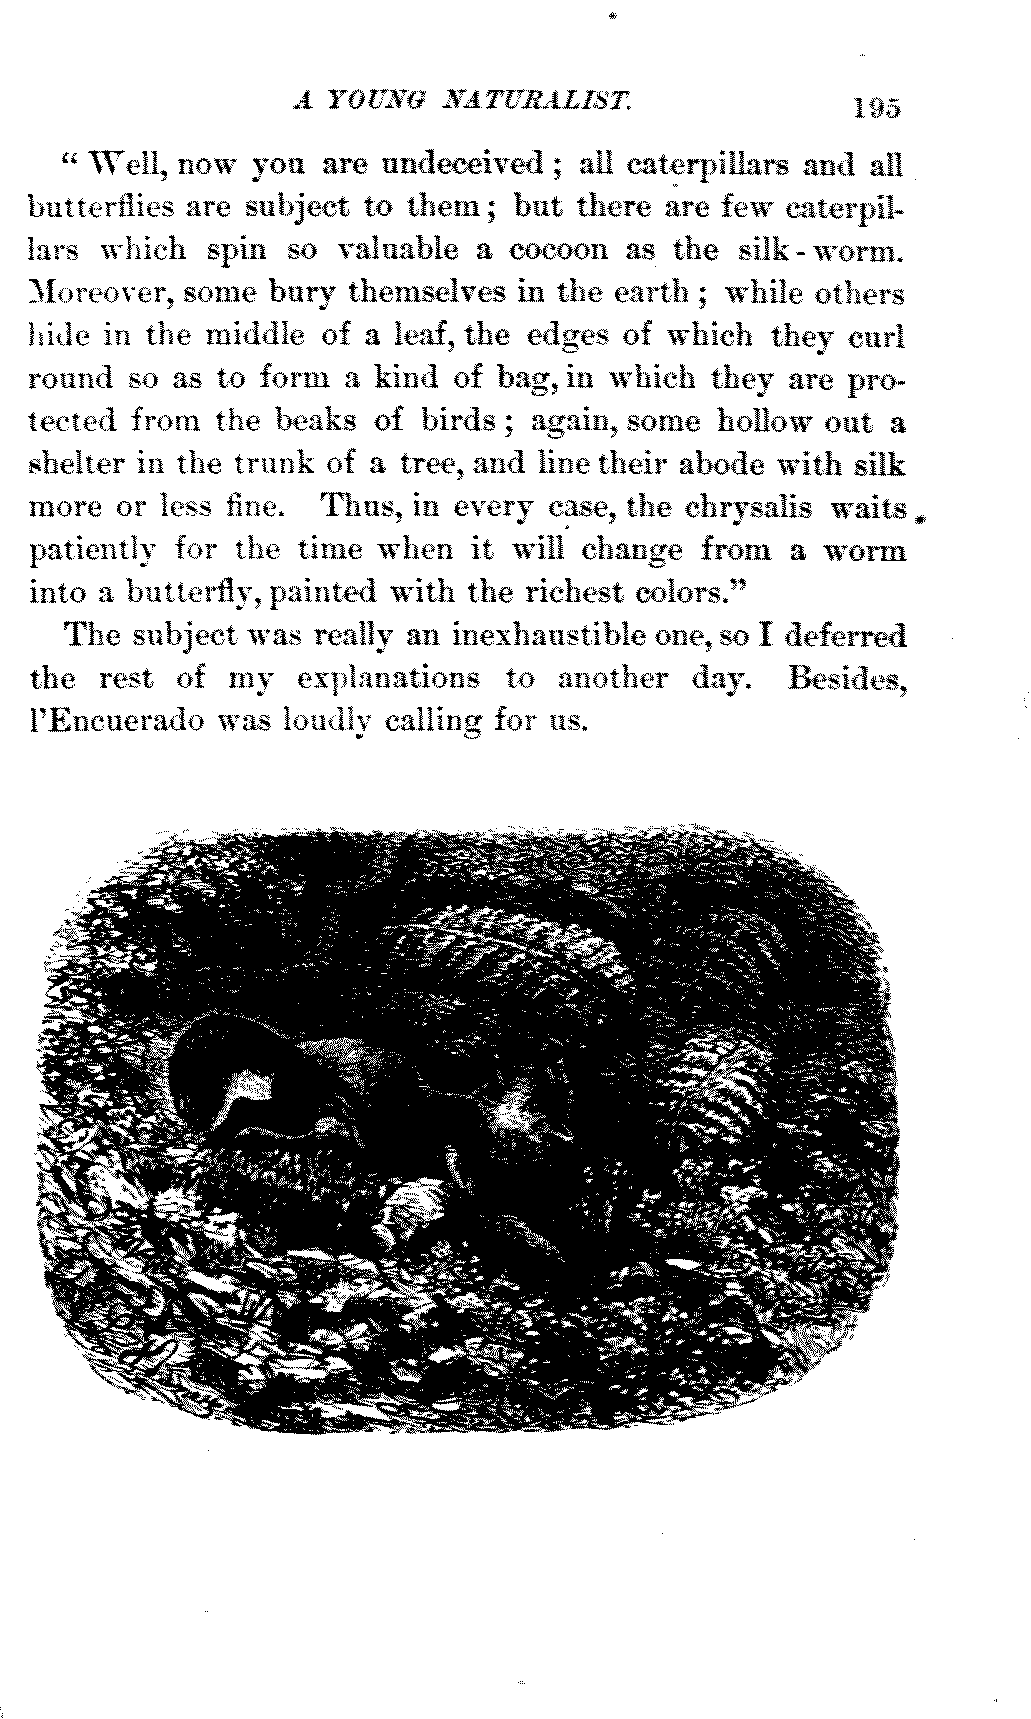 A YOUNG NATURALIST. 195
“ Well, now you are undeceived ; all caterpillars and all
butterflies are subject to them ; but there are few caterpil-
lars which spin so valuable a cocoon as the silk-worm.
Moreover, some bury themselves in the earth ; while others
hide in the middle of a leaf, the edges of which they curl
round so as to form a kind of bag, in which they are pro-
tected from the beaks of birds ; again, some hollow out a
shelter in the trunk of a tree, and line their abode with silk
more or less fine. Thus, in every case, the chrysalis waits
patiently for the time when it will change from a worm
into a butterfly, painted with the richest colors.”
The subject was really an inexhaustible one, so I deferred
the rest of my explanations to another day. Besides,
l’Encuerado was loudly calling for us.